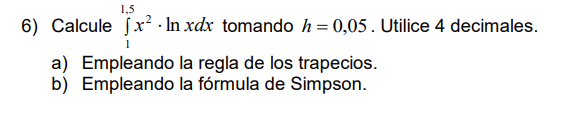 6) Calcule ∫₁^1,5 x² · ln xdx tomando h = 0,05. Utilice 4 decimales.
a) Empleando la regla de los trapecios.
b) Empleando la fórmula de Simpson.